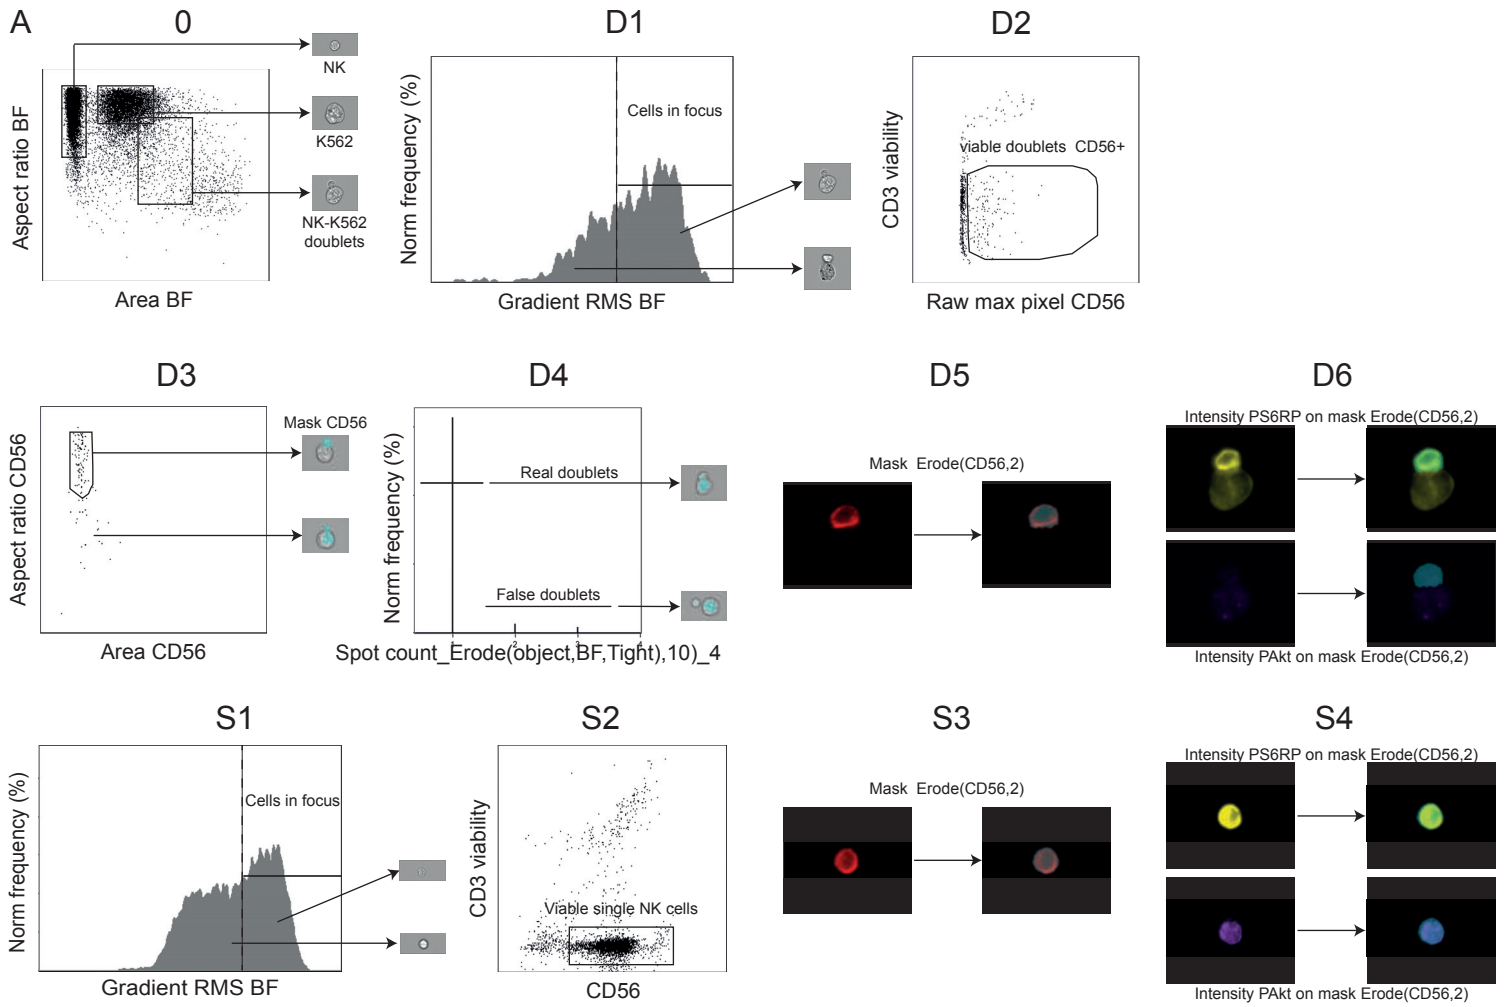 A
0
D1
D2
Aspect ratio BF
NK
K562
NK-K562
doublets
Area BF
Norm frequency (%)
Cells in focus
Gradient RMS BF
CD3 viability
viable doublets CD56+
Raw max pixel CD56
D3
D4
D5
D6
Aspect ratio CD56
Mask CD56
Area CD56
Norm frequency (%)
Real doublets
False doublets
1 2 3 4
Spot count_Erode(object,BF,Tight),10)_4
Mask Erode(CD56,2)
Intensity PS6RP on mask Erode(CD56,2)
Intensity PAkt on mask Erode(CD56,2)
S1
S2
S3
S4
Norm frequency (%)
Cells in focus
Gradient RMS BF
CD3 viability
Viable single NK cells
CD56
Mask Erode(CD56,2)
Intensity PS6RP on mask Erode(CD56,2)
Intensity PAkt on mask Erode(CD56,2)